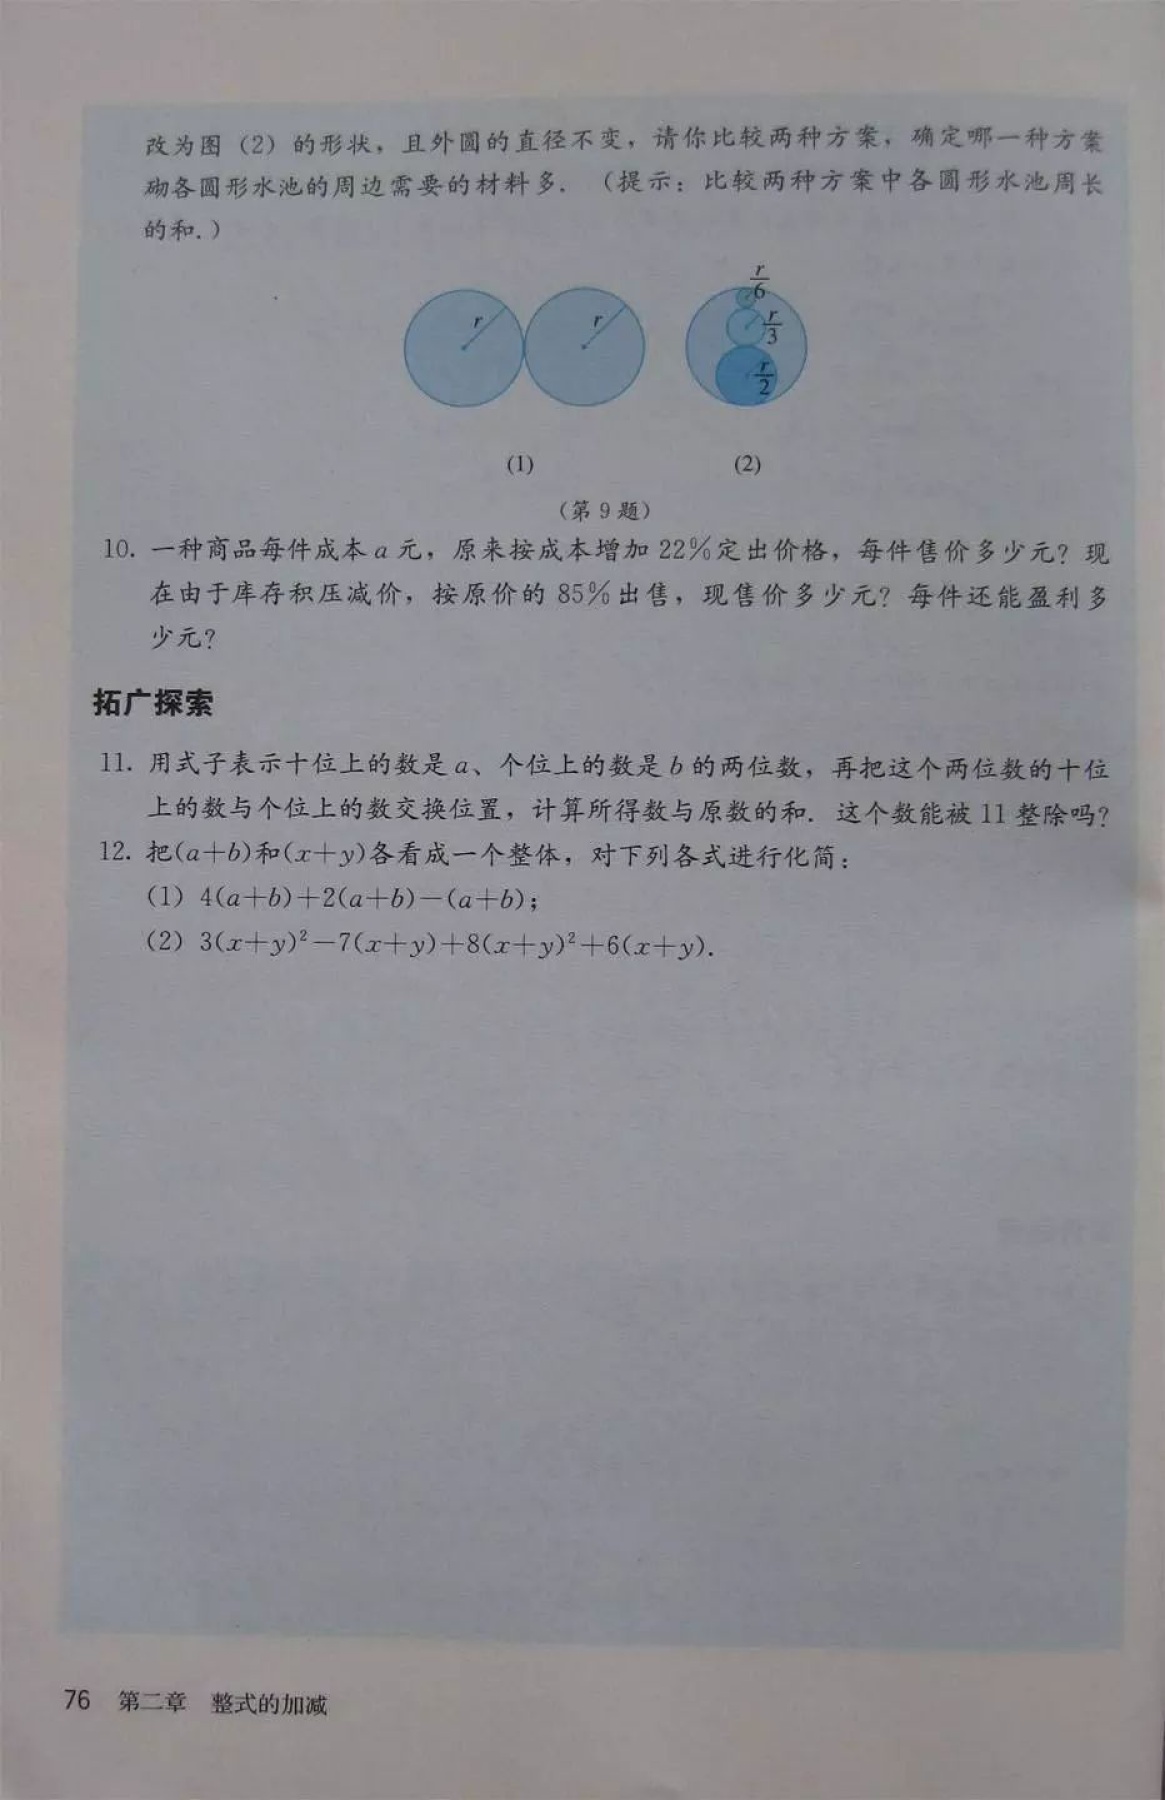 改为图（2）的形状，且外圆的直径不变，请你比较两种方案，确定哪一种方案
砌各圆形水池的周边需要的材料多．（提示：比较两种方案中各圆形水池周长
的和．）
r r r/6
r/3
r/2
(1) (2)
（第 9 题）
10. 一种商品每件成本 a 元，原来按成本增加 22%定出价格，每件售价多少元？现
在由于库存积压减价，按原价的 85%出售，现售价多少元？每件还能盈利多
少元？
拓广探索
11. 用式子表示十位上的数是 a、个位上的数是 b 的两位数，再把这个两位数的十位
上的数与个位上的数交换位置，计算所得数与原数的和．这个数能被 11 整除吗？
12. 把(a+b)和(x+y)各看成一个整体，对下列各式进行化简：
(1) 4(a+b)+2(a+b)-(a+b)；
(2) 3(x+y)²-7(x+y)+8(x+y)²+6(x+y)．
76 第二章 整式的加减